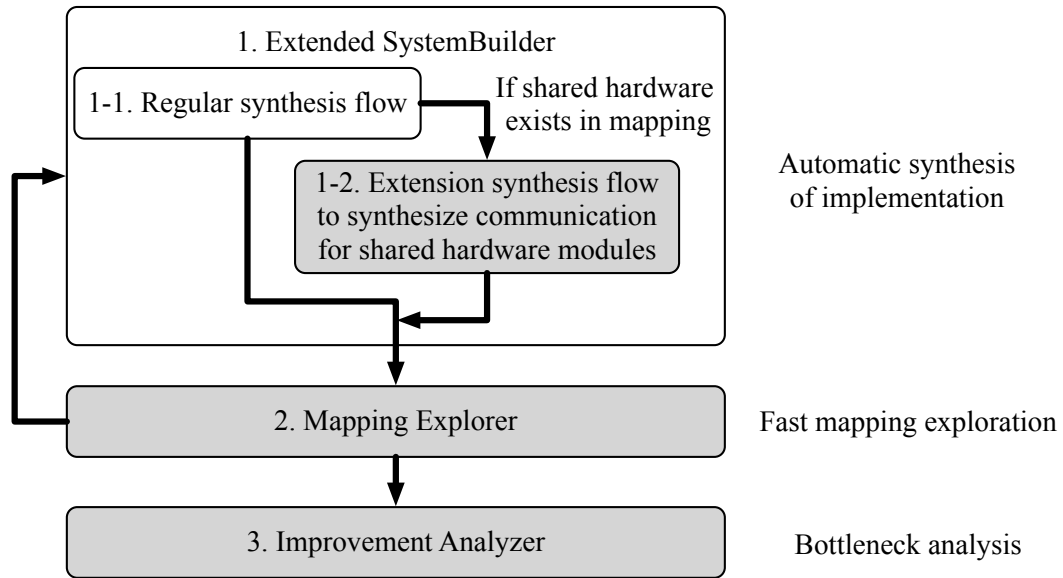 1. Extended SystemBuilder
1-1. Regular synthesis flow
If shared hardware
exists in mapping
1-2. Extension synthesis flow
to synthesize communication
for shared hardware modules
Automatic synthesis
of implementation
2. Mapping Explorer
Fast mapping exploration
3. Improvement Analyzer
Bottleneck analysis